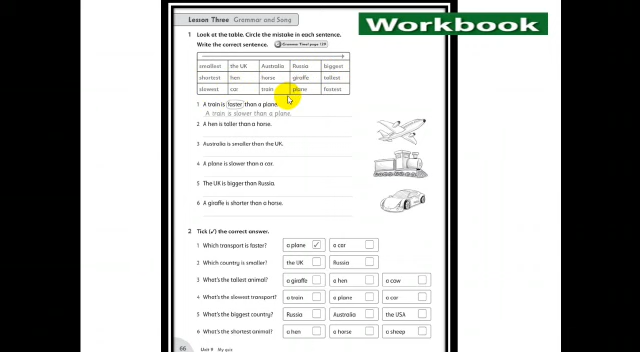 Lesson Three Grammar and Song
Workbook
1 Look at the table. Circle the mistake in each sentence.
Write the correct sentence. Grammar Time! page 129
smallest the UK Australia Russia biggest
shortest hen horse giraffe tallest
slowest car train plane fastest
1 A train is faster than a plane.
A train is slower than a plane.
2 A hen is taller than a horse.
3 Australia is smaller than the UK.
4 A plane is slower than a car.
5 The UK is bigger than Russia.
6 A giraffe is shorter than a horse.
2 Tick (✓) the correct answer.
1 Which transport is faster? a plane ✓ a car
2 Which country is smaller? the UK Russia
3 What's the tallest animal? a giraffe a hen a cow
4 What's the slowest transport? a train a plane a car
5 What's the biggest country? Russia Australia the USA
6 What's the shortest animal? a hen a horse a sheep
66 Unit 9 My quiz